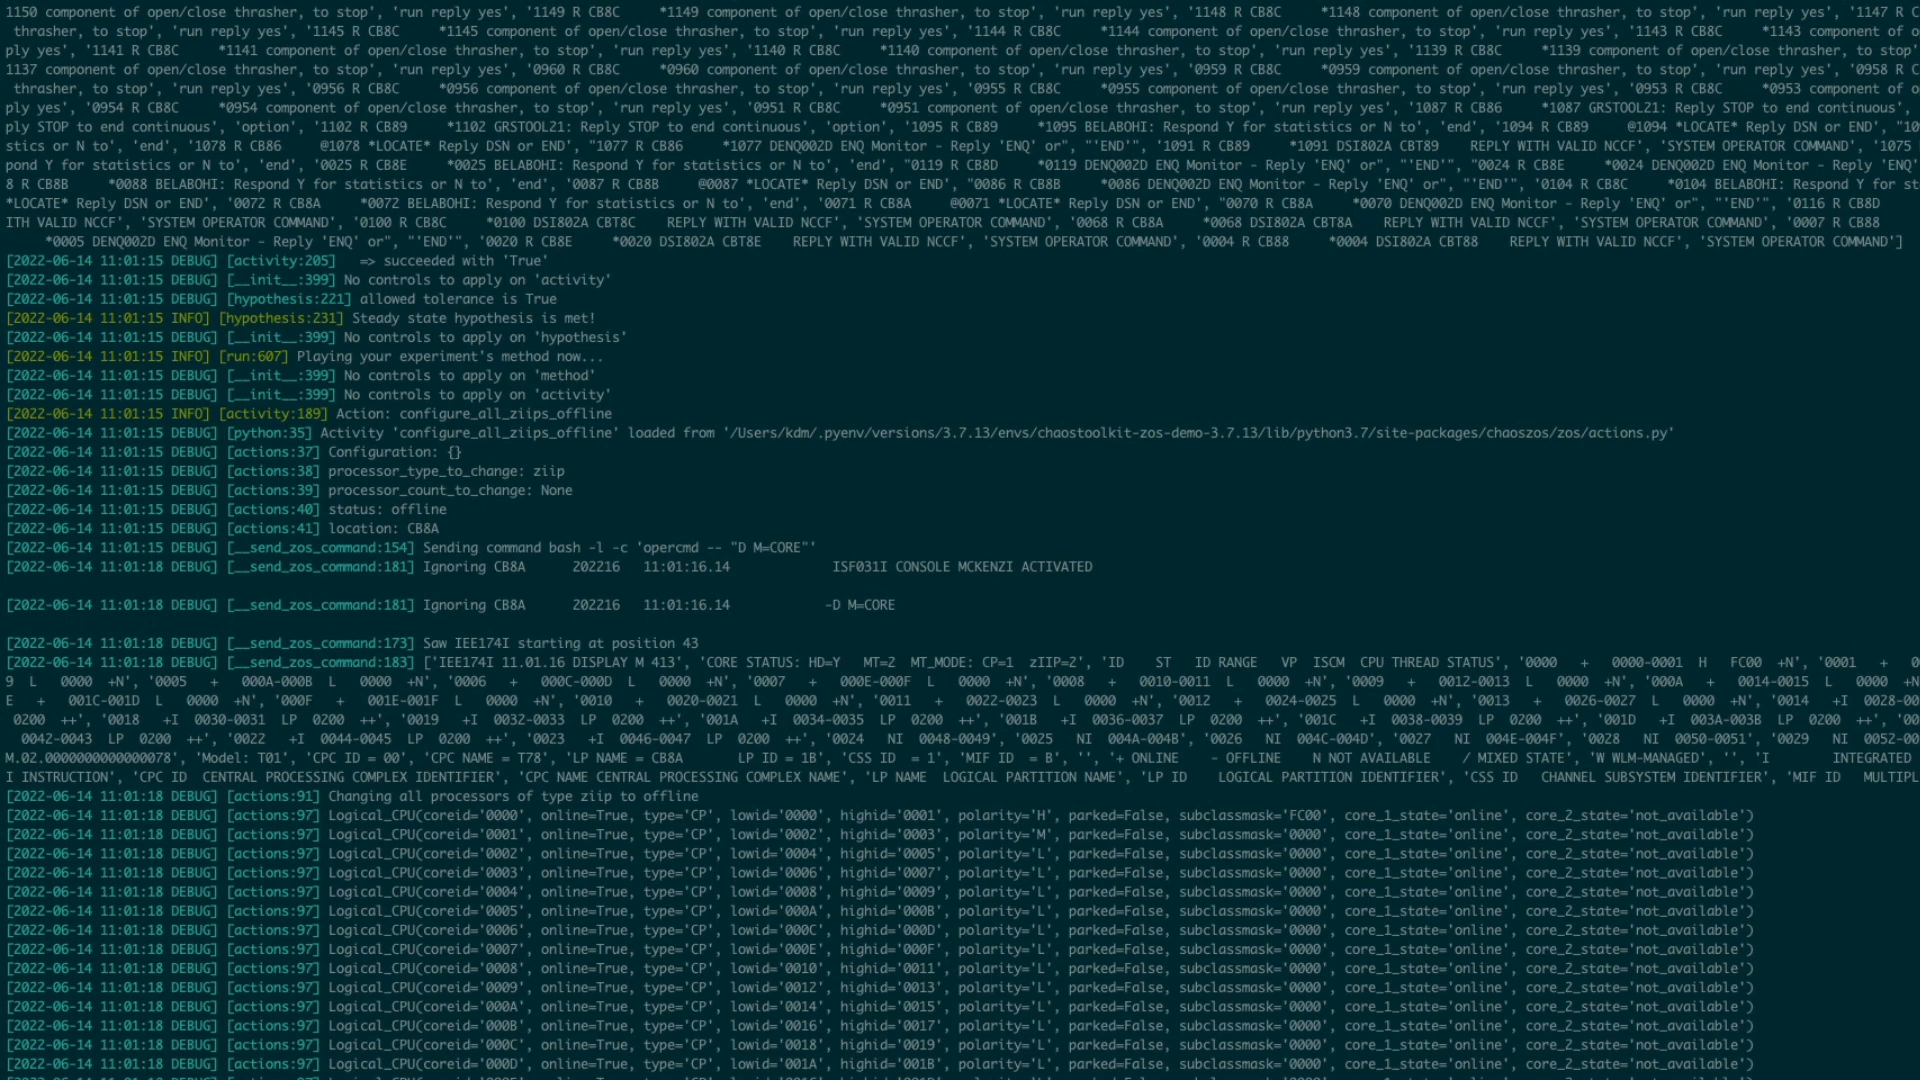 1150 component of open/close thrasher, to stop', 'run reply yes', '1149 R CB8C     *1149 component of open/close thrasher, to stop', 'run reply yes', '1148 R CB8C     *1148 component of open/close thrasher, to stop', 'run reply yes', '1147 R C
 thrasher, to stop', 'run reply yes', '1145 R CB8C     *1145 component of open/close thrasher, to stop', 'run reply yes', '1144 R CB8C     *1144 component of open/close thrasher, to stop', 'run reply yes', '1143 R CB8C     *1143 component of o
ply yes', '1141 R CB8C     *1141 component of open/close thrasher, to stop', 'run reply yes', '1140 R CB8C     *1140 component of open/close thrasher, to stop', 'run reply yes', '1139 R CB8C     *1139 component of open/close thrasher, to stop'
1137 component of open/close thrasher, to stop', 'run reply yes', '0960 R CB8C     *0960 component of open/close thrasher, to stop', 'run reply yes', '0959 R CB8C     *0959 component of open/close thrasher, to stop', 'run reply yes', '0958 R C
 thrasher, to stop', 'run reply yes', '0956 R CB8C     *0956 component of open/close thrasher, to stop', 'run reply yes', '0955 R CB8C     *0955 component of open/close thrasher, to stop', 'run reply yes', '0953 R CB8C     *0953 component of o
ply yes', '0954 R CB8C     *0954 component of open/close thrasher, to stop', 'run reply yes', '0951 R CB8C     *0951 component of open/close thrasher, to stop', 'run reply yes', '1087 R CB86     *1087 GRSTOOL21: Reply STOP to end continuous',
ply STOP to end continuous', 'option', '1102 R CB89     *1102 GRSTOOL21: Reply STOP to end continuous', 'option', '1095 R CB89     *1095 BELABOHI: Respond Y for statistics or N to', 'end', '1094 R CB89     @1094 *LOCATE* Reply DSN or END', "10
stics or N to', 'end', '1078 R CB86     @1078 *LOCATE* Reply DSN or END', "1077 R CB86     *1077 DENQ002D ENQ Monitor - Reply 'ENQ' or", "'END'", '1091 R CB89     *1091 DSI802A CBT89    REPLY WITH VALID NCCF', 'SYSTEM OPERATOR COMMAND', '1075
pond Y for statistics or N to', 'end', '0025 R CB8E     *0025 BELABOHI: Respond Y for statistics or N to', 'end', "0119 R CB8D     *0119 DENQ002D ENQ Monitor - Reply 'ENQ' or", "'END'", "0024 R CB8E     *0024 DENQ002D ENQ Monitor - Reply 'ENQ'
8 R CB8B     *0088 BELABOHI: Respond Y for statistics or N to', 'end', '0087 R CB8B     @0087 *LOCATE* Reply DSN or END', "0086 R CB8B     *0086 DENQ002D ENQ Monitor - Reply 'ENQ' or", "'END'", '0104 R CB8C     *0104 BELABOHI: Respond Y for st
*LOCATE* Reply DSN or END', '0072 R CB8A     *0072 BELABOHI: Respond Y for statistics or N to', 'end', '0071 R CB8A     @0071 *LOCATE* Reply DSN or END', "0070 R CB8A     *0070 DENQ002D ENQ Monitor - Reply 'ENQ' or", "'END'", '0116 R CB8D
ITH VALID NCCF', 'SYSTEM OPERATOR COMMAND', '0100 R CB8C     *0100 DSI802A CBT8C    REPLY WITH VALID NCCF', 'SYSTEM OPERATOR COMMAND', '0068 R CB8A     *0068 DSI802A CBT8A    REPLY WITH VALID NCCF', 'SYSTEM OPERATOR COMMAND', '0007 R CB88
     *0005 DENQ002D ENQ Monitor - Reply 'ENQ' or", "'END'", '0020 R CB8E     *0020 DSI802A CBT8E    REPLY WITH VALID NCCF', 'SYSTEM OPERATOR COMMAND', '0004 R CB88     *0004 DSI802A CBT88    REPLY WITH VALID NCCF', 'SYSTEM OPERATOR COMMAND']
[2022-06-14 11:01:15 DEBUG] [activity:205]   => succeeded with 'True'
[2022-06-14 11:01:15 DEBUG] [__init__:399] No controls to apply on 'activity'
[2022-06-14 11:01:15 DEBUG] [hypothesis:221] allowed tolerance is True
[2022-06-14 11:01:15 INFO] [hypothesis:231] Steady state hypothesis is met!
[2022-06-14 11:01:15 DEBUG] [__init__:399] No controls to apply on 'hypothesis'
[2022-06-14 11:01:15 INFO] [run:607] Playing your experiment's method now...
[2022-06-14 11:01:15 DEBUG] [__init__:399] No controls to apply on 'method'
[2022-06-14 11:01:15 DEBUG] [__init__:399] No controls to apply on 'activity'
[2022-06-14 11:01:15 INFO] [activity:189] Action: configure_all_ziips_offline
[2022-06-14 11:01:15 DEBUG] [python:35] Activity 'configure_all_ziips_offline' loaded from '/Users/kdm/.pyenv/versions/3.7.13/envs/chaostoolkit-zos-demo-3.7.13/lib/python3.7/site-packages/chaoszos/zos/actions.py'
[2022-06-14 11:01:15 DEBUG] [actions:37] Configuration: {}
[2022-06-14 11:01:15 DEBUG] [actions:38] processor_type_to_change: ziip
[2022-06-14 11:01:15 DEBUG] [actions:39] processor_count_to_change: None
[2022-06-14 11:01:15 DEBUG] [actions:40] status: offline
[2022-06-14 11:01:15 DEBUG] [actions:41] location: CB8A
[2022-06-14 11:01:15 DEBUG] [__send_zos_command:154] Sending command bash -l -c 'opercmd -- "D M=CORE"'
[2022-06-14 11:01:18 DEBUG] [__send_zos_command:181] Ignoring CB8A      202216   11:01:16.14             ISF031I CONSOLE MCKENZI ACTIVATED
[2022-06-14 11:01:18 DEBUG] [__send_zos_command:181] Ignoring CB8A      202216   11:01:16.14            -D M=CORE
[2022-06-14 11:01:18 DEBUG] [__send_zos_command:173] Saw IEE174I starting at position 43
[2022-06-14 11:01:18 DEBUG] [__send_zos_command:183] ['IEE174I 11.01.16 DISPLAY M 413', 'CORE STATUS: HD=Y   MT=2  MT_MODE: CP=1  zIIP=2', 'ID    ST   ID RANGE   VP  ISCM  CPU THREAD STATUS', '0000   +   0000-0001  H   FC00  +N', '0001   +   00
9  L   0000  +N', '0005   +   000A-000B  L   0000  +N', '0006   +   000C-000D  L   0000  +N', '0007   +   000E-000F  L   0000  +N', '0008   +   0010-0011  L   0000  +N', '0009   +   0012-0013  L   0000  +N', '000A   +   0014-0015  L   0000  +N
E   +   001C-001D  L   0000  +N', '000F   +   001E-001F  L   0000  +N', '0010   +   0020-0021  L   0000  +N', '0011   +   0022-0023  L   0000  +N', '0012   +   0024-0025  L   0000  +N', '0013   +   0026-0027  L   0000  +N', '0014   +I  0028-00
 0200  ++', '0018   +I  0030-0031  LP  0200  ++', '0019   +I  0032-0033  LP  0200  ++', '001A   +I  0034-0035  LP  0200  ++', '001B   +I  0036-0037  LP  0200  ++', '001C   +I  0038-0039  LP  0200  ++', '001D   +I  003A-003B  LP  0200  ++', '00
  0042-0043  LP  0200  ++', '0022   +I  0044-0045  LP  0200  ++', '0023   +I  0046-0047  LP  0200  ++', '0024   NI  0048-0049', '0025   NI  004A-004B', '0026   NI  004C-004D', '0027   NI  004E-004F', '0028   NI  0050-0051', '0029   NI  0052-00
M.02.0000000000000078', 'Model: T01', 'CPC ID = 00', 'CPC NAME = T78', 'LP NAME = CB8A       LP ID = 1B', 'CSS ID  = 1', 'MIF ID  = B', '', '+ ONLINE    - OFFLINE    N NOT AVAILABLE    / MIXED STATE', 'W WLM-MANAGED', '', 'I        INTEGRATED
I INSTRUCTION', 'CPC ID  CENTRAL PROCESSING COMPLEX IDENTIFIER', 'CPC NAME CENTRAL PROCESSING COMPLEX NAME', 'LP NAME  LOGICAL PARTITION NAME', 'LP ID    LOGICAL PARTITION IDENTIFIER', 'CSS ID   CHANNEL SUBSYSTEM IDENTIFIER', 'MIF ID   MULTIPL
[2022-06-14 11:01:18 DEBUG] [actions:91] Changing all processors of type ziip to offline
[2022-06-14 11:01:18 DEBUG] [actions:97] Logical_CPU(coreid='0000', online=True, type='CP', lowid='0000', highid='0001', polarity='H', parked=False, subclassmask='FC00', core_1_state='online', core_2_state='not_available')
[2022-06-14 11:01:18 DEBUG] [actions:97] Logical_CPU(coreid='0001', online=True, type='CP', lowid='0002', highid='0003', polarity='M', parked=False, subclassmask='0000', core_1_state='online', core_2_state='not_available')
[2022-06-14 11:01:18 DEBUG] [actions:97] Logical_CPU(coreid='0002', online=True, type='CP', lowid='0004', highid='0005', polarity='L', parked=False, subclassmask='0000', core_1_state='online', core_2_state='not_available')
[2022-06-14 11:01:18 DEBUG] [actions:97] Logical_CPU(coreid='0003', online=True, type='CP', lowid='0006', highid='0007', polarity='L', parked=False, subclassmask='0000', core_1_state='online', core_2_state='not_available')
[2022-06-14 11:01:18 DEBUG] [actions:97] Logical_CPU(coreid='0004', online=True, type='CP', lowid='0008', highid='0009', polarity='L', parked=False, subclassmask='0000', core_1_state='online', core_2_state='not_available')
[2022-06-14 11:01:18 DEBUG] [actions:97] Logical_CPU(coreid='0005', online=True, type='CP', lowid='000A', highid='000B', polarity='L', parked=False, subclassmask='0000', core_1_state='online', core_2_state='not_available')
[2022-06-14 11:01:18 DEBUG] [actions:97] Logical_CPU(coreid='0006', online=True, type='CP', lowid='000C', highid='000D', polarity='L', parked=False, subclassmask='0000', core_1_state='online', core_2_state='not_available')
[2022-06-14 11:01:18 DEBUG] [actions:97] Logical_CPU(coreid='0007', online=True, type='CP', lowid='000E', highid='000F', polarity='L', parked=False, subclassmask='0000', core_1_state='online', core_2_state='not_available')
[2022-06-14 11:01:18 DEBUG] [actions:97] Logical_CPU(coreid='0008', online=True, type='CP', lowid='0010', highid='0011', polarity='L', parked=False, subclassmask='0000', core_1_state='online', core_2_state='not_available')
[2022-06-14 11:01:18 DEBUG] [actions:97] Logical_CPU(coreid='0009', online=True, type='CP', lowid='0012', highid='0013', polarity='L', parked=False, subclassmask='0000', core_1_state='online', core_2_state='not_available')
[2022-06-14 11:01:18 DEBUG] [actions:97] Logical_CPU(coreid='000A', online=True, type='CP', lowid='0014', highid='0015', polarity='L', parked=False, subclassmask='0000', core_1_state='online', core_2_state='not_available')
[2022-06-14 11:01:18 DEBUG] [actions:97] Logical_CPU(coreid='000B', online=True, type='CP', lowid='0016', highid='0017', polarity='L', parked=False, subclassmask='0000', core_1_state='online', core_2_state='not_available')
[2022-06-14 11:01:18 DEBUG] [actions:97] Logical_CPU(coreid='000C', online=True, type='CP', lowid='0018', highid='0019', polarity='L', parked=False, subclassmask='0000', core_1_state='online', core_2_state='not_available')
[2022-06-14 11:01:18 DEBUG] [actions:97] Logical_CPU(coreid='000D', online=True, type='CP', lowid='001A', highid='001B', polarity='L', parked=False, subclassmask='0000', core_1_state='online', core_2_state='not_available')